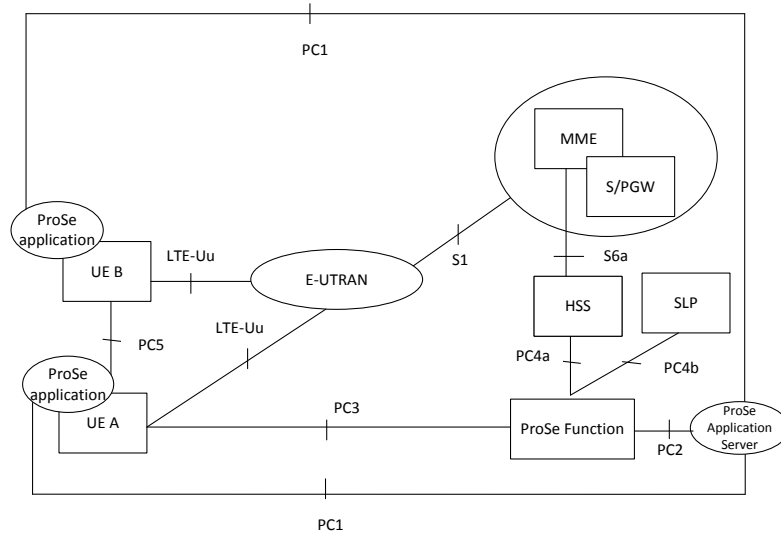 PC1
MME
S/PGW
ProSe
application
UE B
LTE-Uu
E-UTRAN
S1
S6a
HSS
SLP
LTE-Uu
PC5
PC4a
PC4b
ProSe
application
UE A
PC3
ProSe Function
PC2
ProSe
Application
Server
PC1